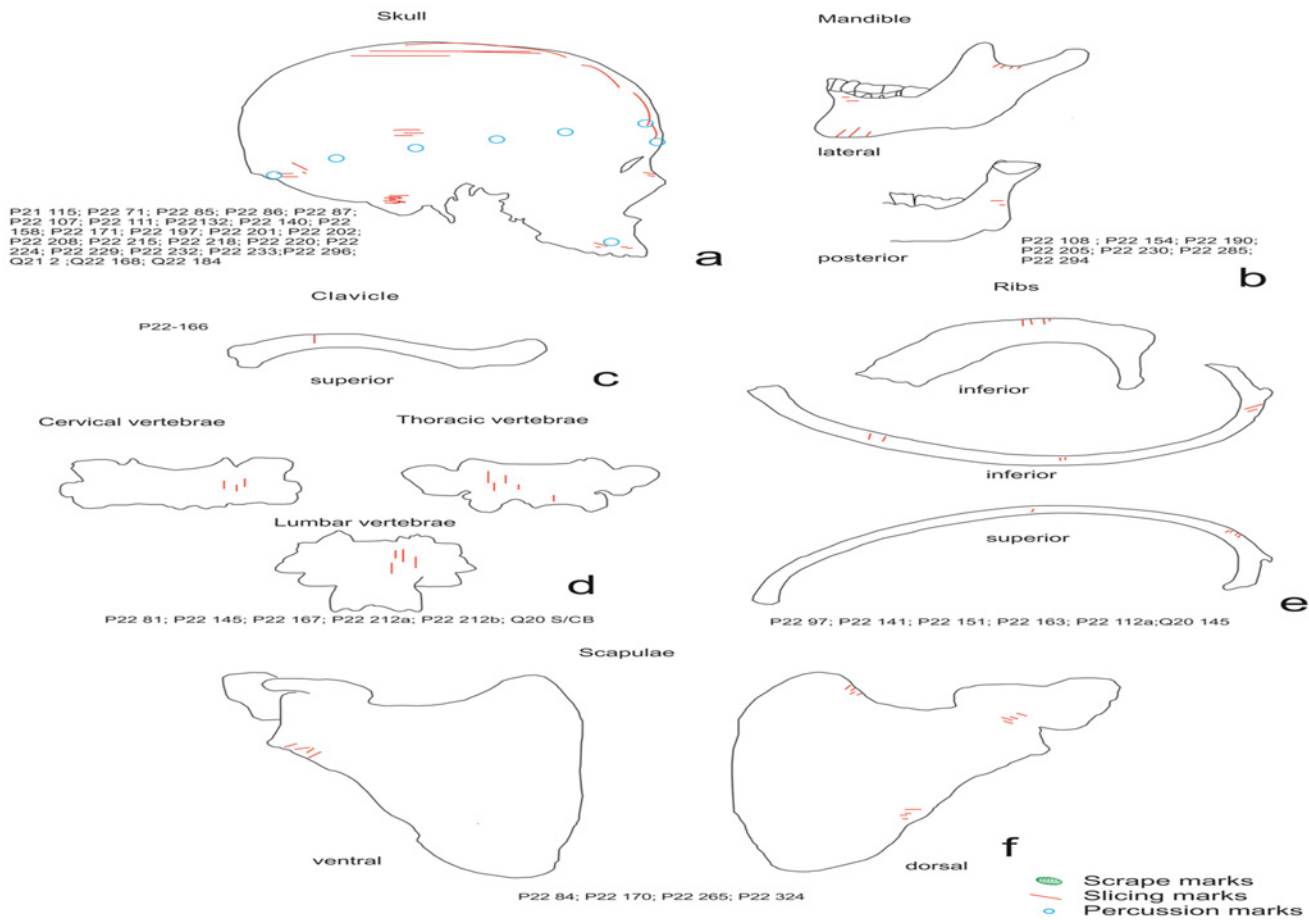 Skull
P21 115; P22 71; P22 85; P22 86; P22 87;
P22 107; P22 111; P22132; P22 140; P22
158; P22 171; P22 197; P22 201; P22 202;
P22 208; P22 215; P22 218; P22 220; P22
224; P22 229; P22 232; P22 233;P22 296;
Q21 2 ;Q22 168; Q22 184
a
Mandible
lateral
posterior
P22 108 ; P22 154; P22 190;
P22 205; P22 230; P22 285;
P22 294
b
Clavicle
P22-166
superior
c
Ribs
inferior
inferior
superior
e
P22 97; P22 141; P22 151; P22 163; P22 112a;Q20 145
Cervical vertebrae
Thoracic vertebrae
Lumbar vertebrae
d
P22 81; P22 145; P22 167; P22 212a; P22 212b; Q20 S/CB
Scapulae
ventral
dorsal
f
P22 84; P22 170; P22 265; P22 324
Scrape marks
Slicing marks
Percussion marks